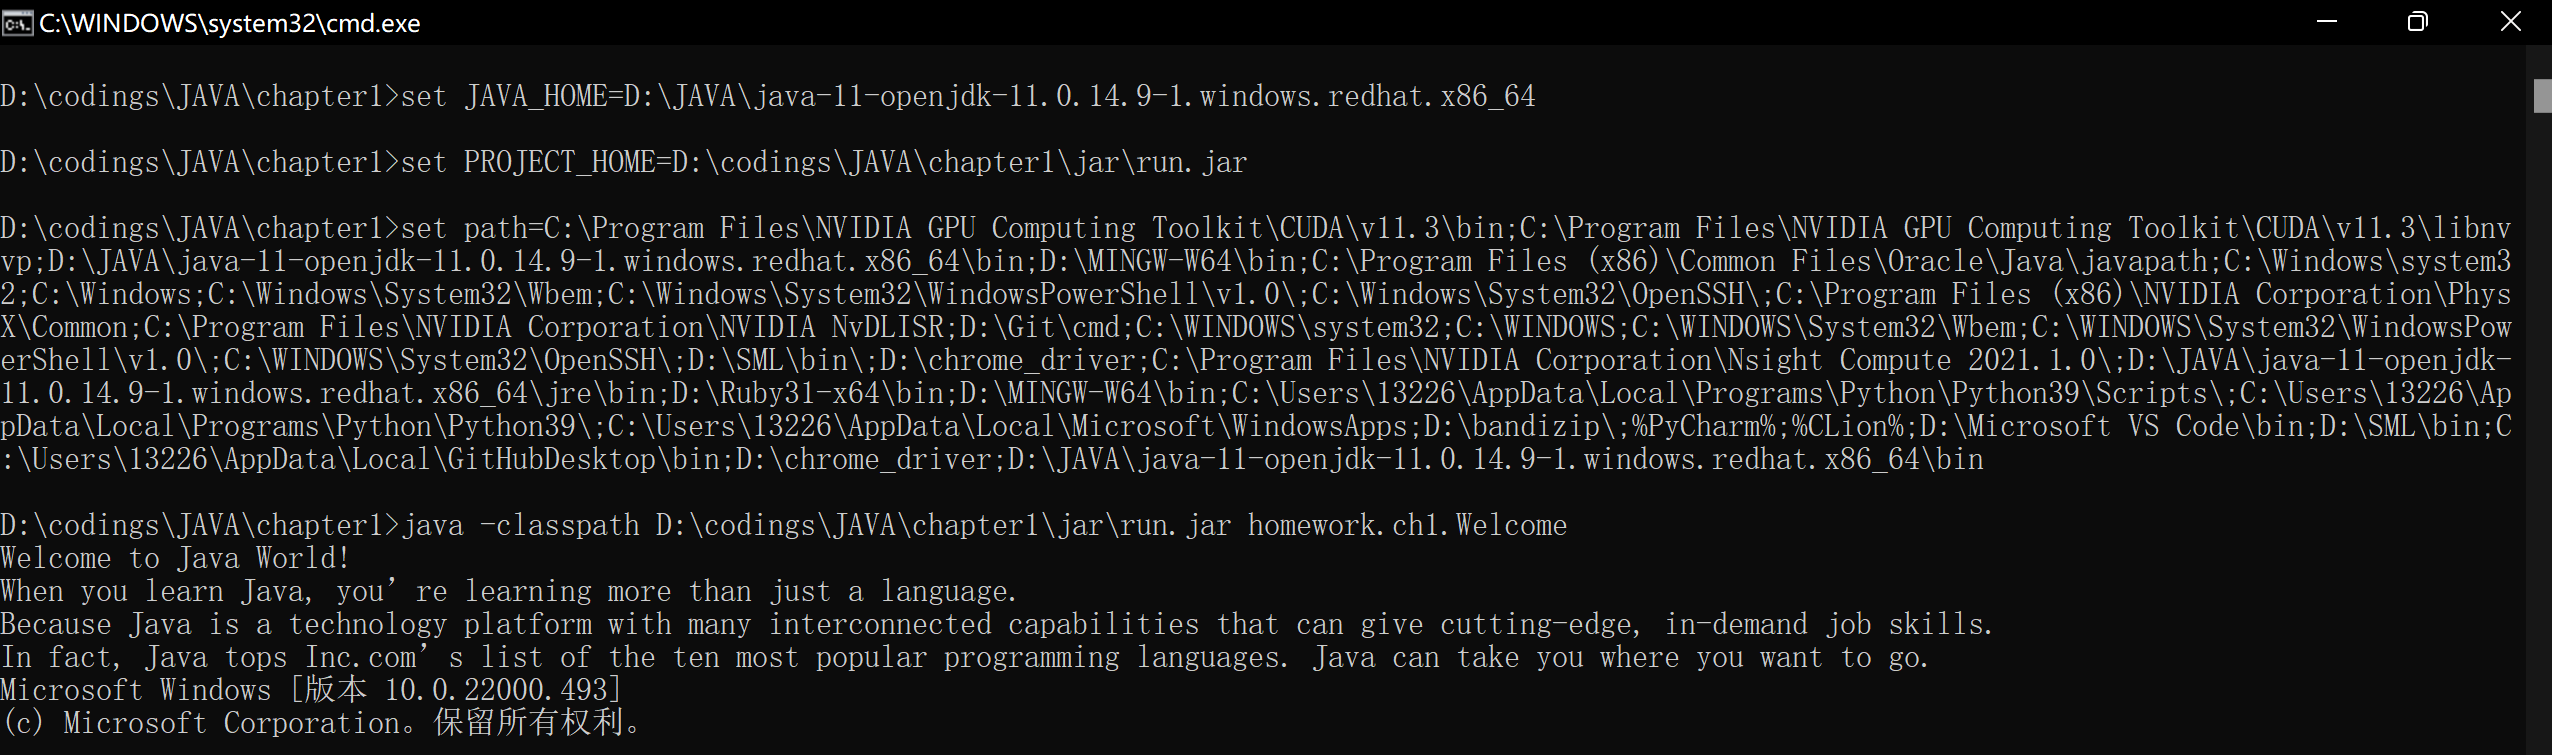 C:\WINDOWS\system32\cmd.exe
D:\codings\JAVA\chapter1>set JAVA_HOME=D:\JAVA\java-11-openjdk-11.0.14.9-1.windows.redhat.x86_64
D:\codings\JAVA\chapter1>set PROJECT_HOME=D:\codings\JAVA\chapter1\jar\run.jar
D:\codings\JAVA\chapter1>set path=C:\Program Files\NVIDIA GPU Computing Toolkit\CUDA\v11.3\bin;C:\Program Files\NVIDIA GPU Computing Toolkit\CUDA\v11.3\libnv
vp;D:\JAVA\java-11-openjdk-11.0.14.9-1.windows.redhat.x86_64\bin;D:\MINGW-W64\bin;C:\Program Files (x86)\Common Files\Oracle\Java\javapath;C:\Windows\system3
2;C:\Windows;C:\Windows\System32\Wbem;C:\Windows\System32\WindowsPowerShell\v1.0\;C:\Windows\System32\OpenSSH\;C:\Program Files (x86)\NVIDIA Corporation\Phys
X\Common;C:\Program Files\NVIDIA Corporation\NVIDIA NvDLISR;D:\Git\cmd;C:\WINDOWS\system32;C:\WINDOWS;C:\WINDOWS\System32\Wbem;C:\WINDOWS\System32\WindowsPow
erShell\v1.0\;C:\WINDOWS\System32\OpenSSH\;D:\SML\bin\;D:\chrome_driver;C:\Program Files\NVIDIA Corporation\Nsight Compute 2021.1.0\;D:\JAVA\java-11-openjdk-
11.0.14.9-1.windows.redhat.x86_64\jre\bin;D:\Ruby31-x64\bin;D:\MINGW-W64\bin;C:\Users\13226\AppData\Local\Programs\Python\Python39\Scripts\;C:\Users\13226\Ap
pData\Local\Programs\Python\Python39\;C:\Users\13226\AppData\Local\Microsoft\WindowsApps;D:\bandizip\;%PyCharm%;%CLion%;D:\Microsoft VS Code\bin;D:\SML\bin;C
:\Users\13226\AppData\Local\GitHubDesktop\bin;D:\chrome_driver;D:\JAVA\java-11-openjdk-11.0.14.9-1.windows.redhat.x86_64\bin
D:\codings\JAVA\chapter1>java -classpath D:\codings\JAVA\chapter1\jar\run.jar homework.ch1.Welcome
Welcome to Java World!
When you learn Java, you’re learning more than just a language.
Because Java is a technology platform with many interconnected capabilities that can give cutting-edge, in-demand job skills.
In fact, Java tops Inc.com’s list of the ten most popular programming languages. Java can take you where you want to go.
Microsoft Windows [版本 10.0.22000.493]
(c) Microsoft Corporation。保留所有权利。